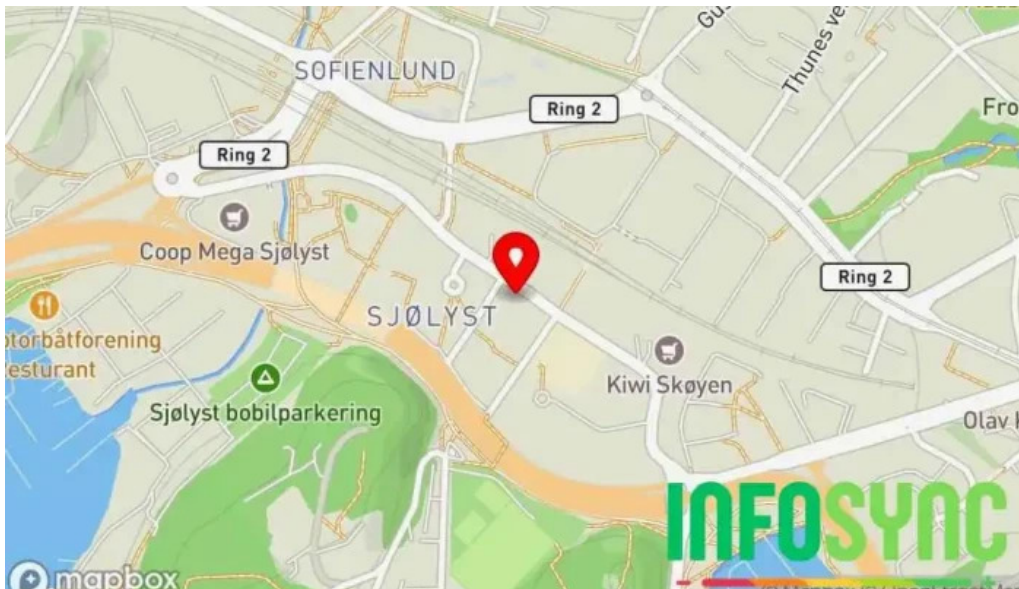 SOFIENLUND
Thunes ve
Ring 2
Fro
Ring 2
Coop Mega Sjølyst
Ring 2
SJØLYST
otorbåtforening
esturant
Kiwi Skøyen
Sjølyst bobilparkering
Olav
INFOSYNC
mapbox